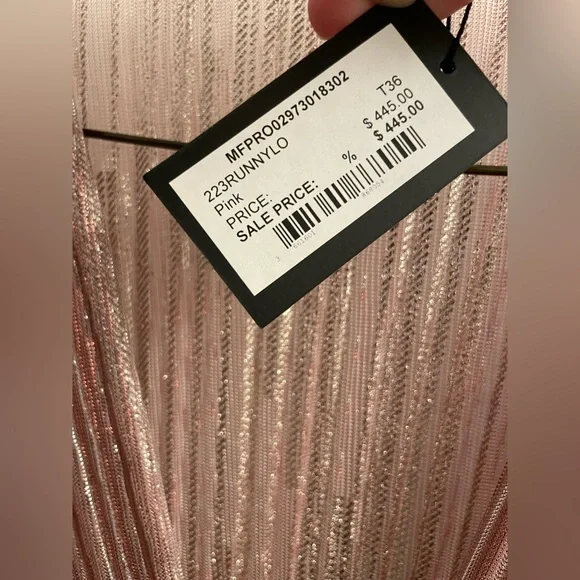 MFPRO02973018302
223RUNNYLO T36
Pink $ 445.00
PRICE: % $ 445.00
SALE PRICE: